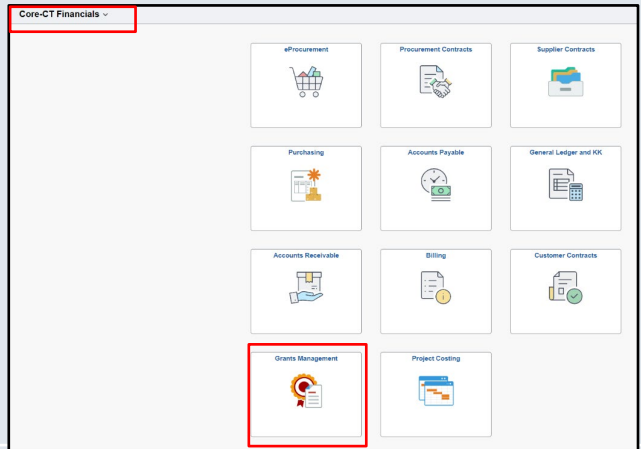 Core-CT Financials
eProcurement
Procurement Contracts
Supplier Contracts
Purchasing
Accounts Payable
General Ledger and KK
Accounts Receivable
Billing
Customer Contracts
Grants Management
Project Costing